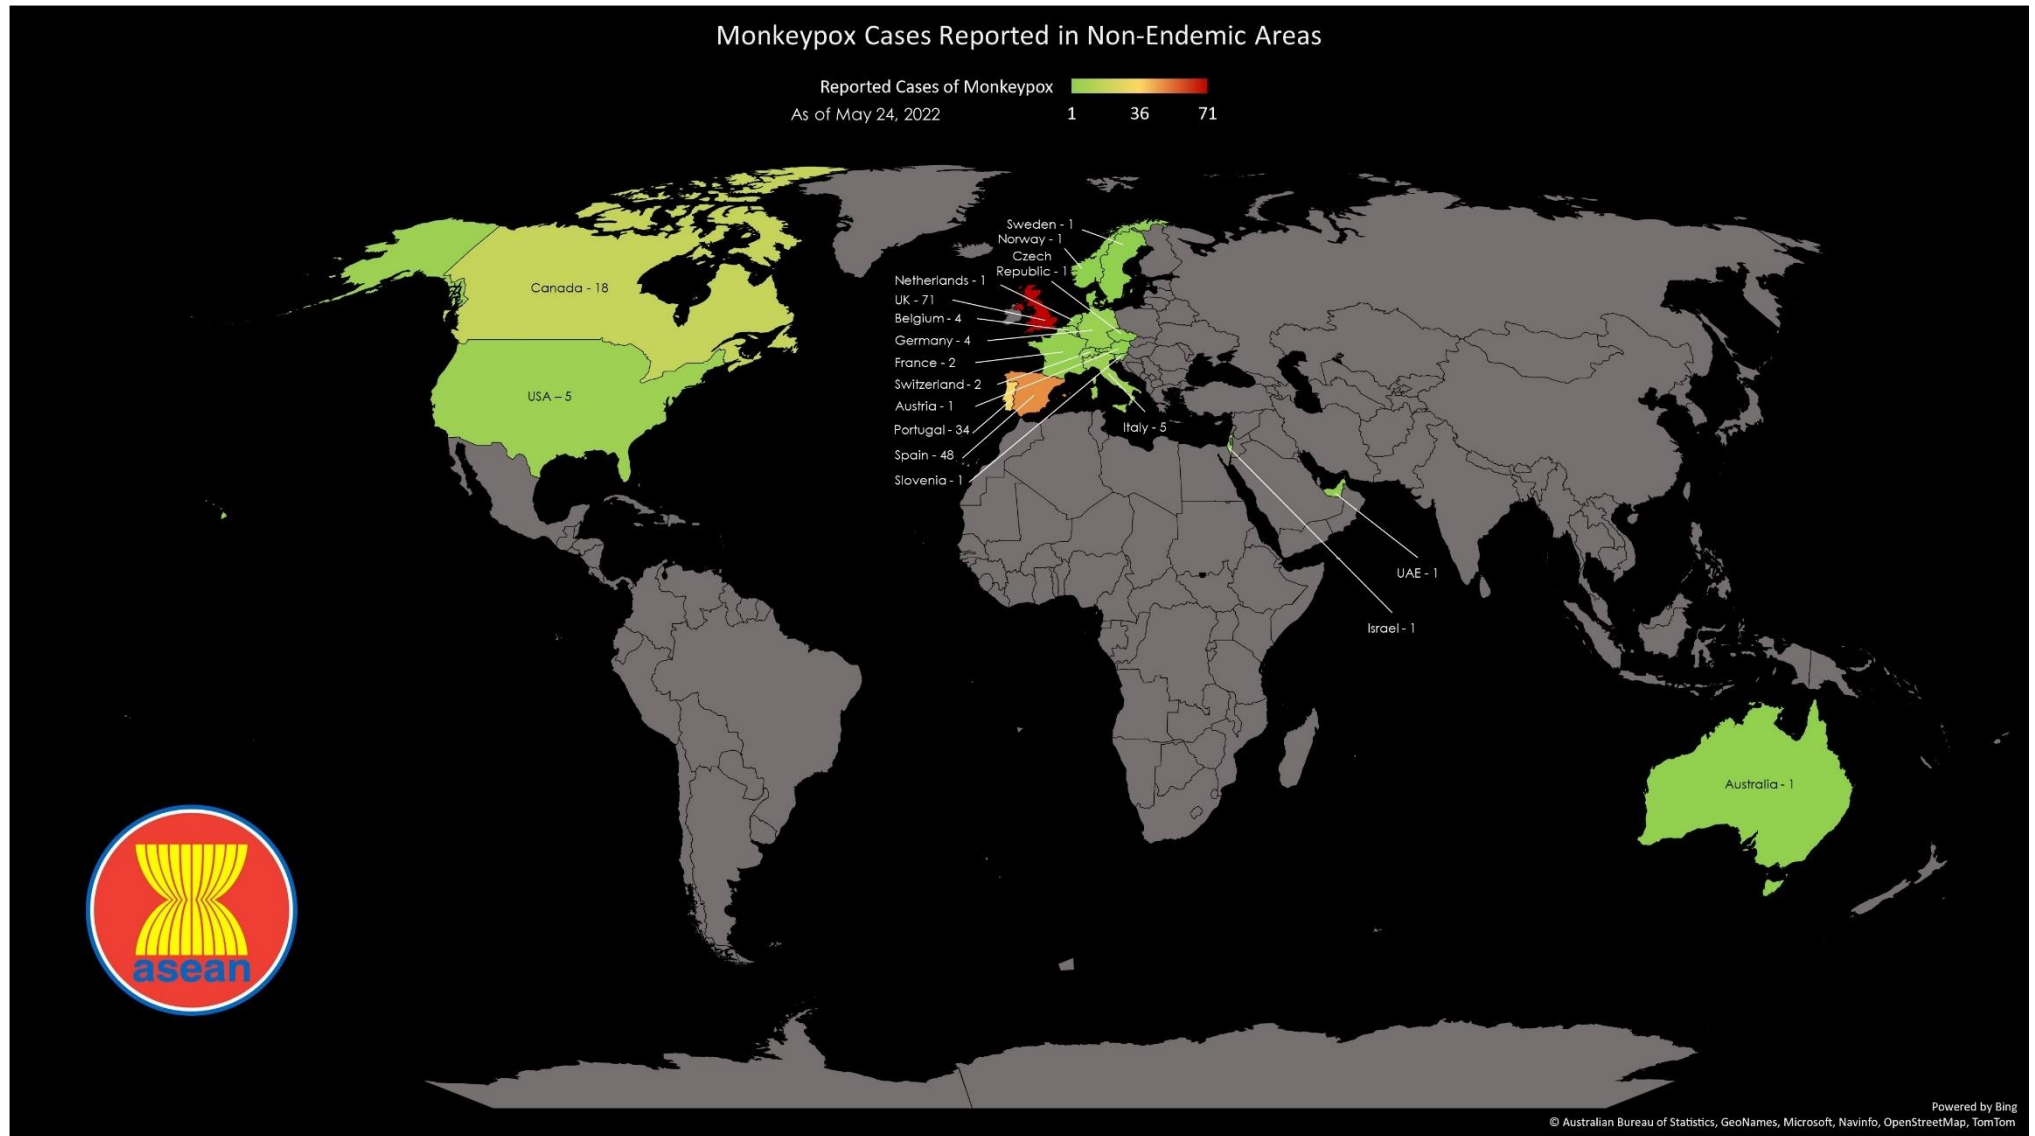 Monkeypox Cases Reported in Non-Endemic Areas
Reported Cases of Monkeypox
As of May 24, 2022
1 36 71
Sweden - 1
Norway - 1
Czech
Republic - 1
Netherlands - 1
UK - 71
Belgium - 4
Germany - 4
France - 2
Switzerland - 2
Austria - 1
Portugal - 34
Spain - 48
Slovenia - 1
Italy - 5
Canada - 18
USA – 5
UAE - 1
Israel - 1
Australia - 1
asean
Powered by Bing
© Australian Bureau of Statistics, GeoNames, Microsoft, Navinfo, OpenStreetMap, TomTom